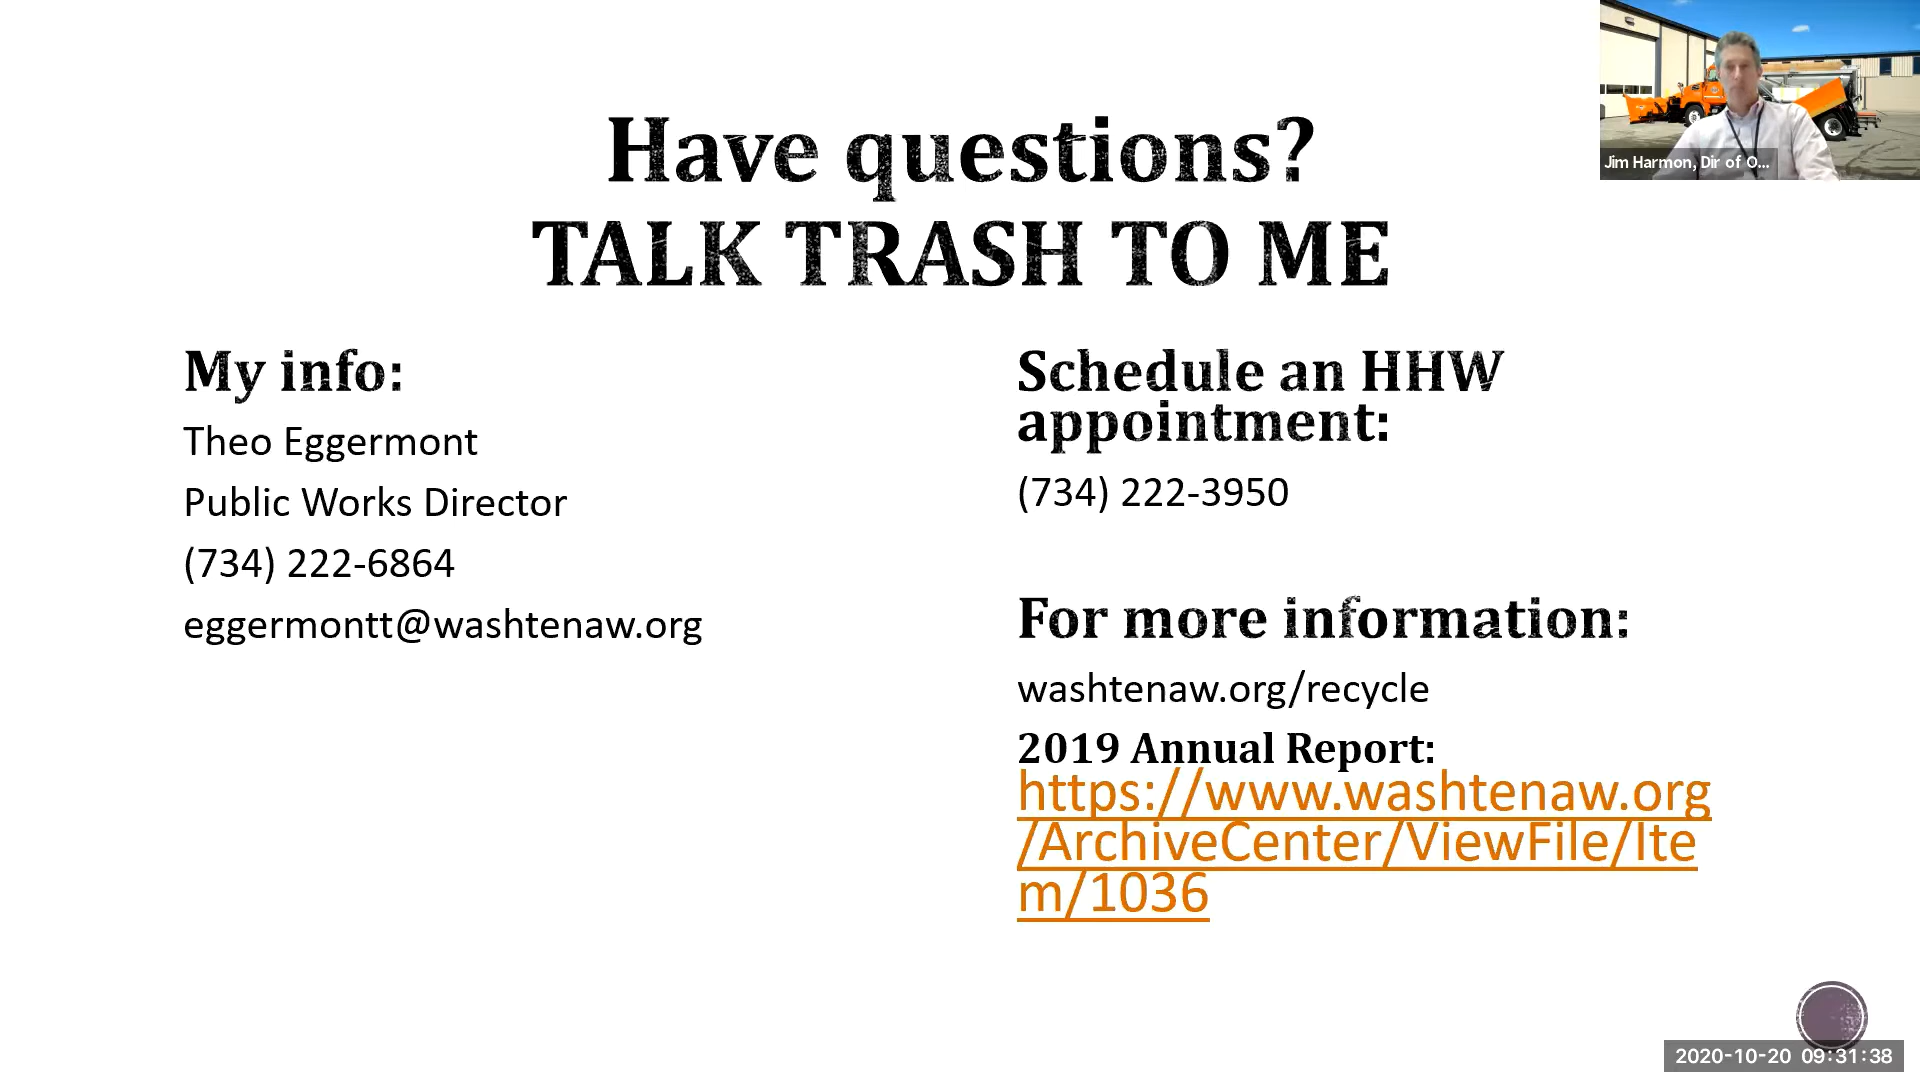 Have questions?
TALK TRASH TO ME
My info:
Theo Eggermont
Public Works Director
(734) 222-6864
eggermontt@washtenaw.org
Schedule an HHW
appointment:
(734) 222-3950
For more information:
washtenaw.org/recycle
2019 Annual Report:
https://www.washtenaw.org
/ArchiveCenter/ViewFile/Ite
m/1036
Jim Harmon, Dir of O...
2020-10-20 09:31:38